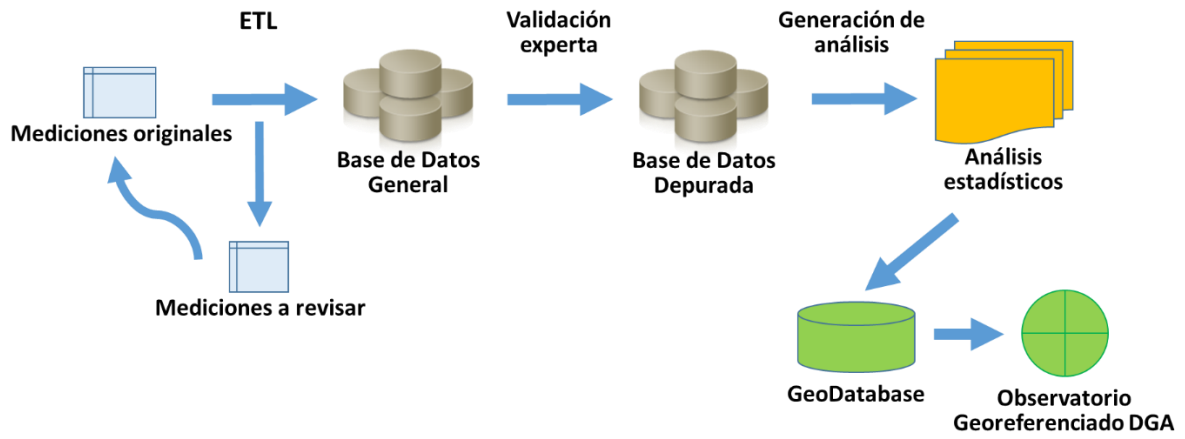 ETL
Validación
experta
Generación de
análisis
Mediciones originales
Base de Datos
General
Base de Datos
Depurada
Análisis
estadísticos
Mediciones a revisar
GeoDatabase
Observatorio
Georeferenciado DGA